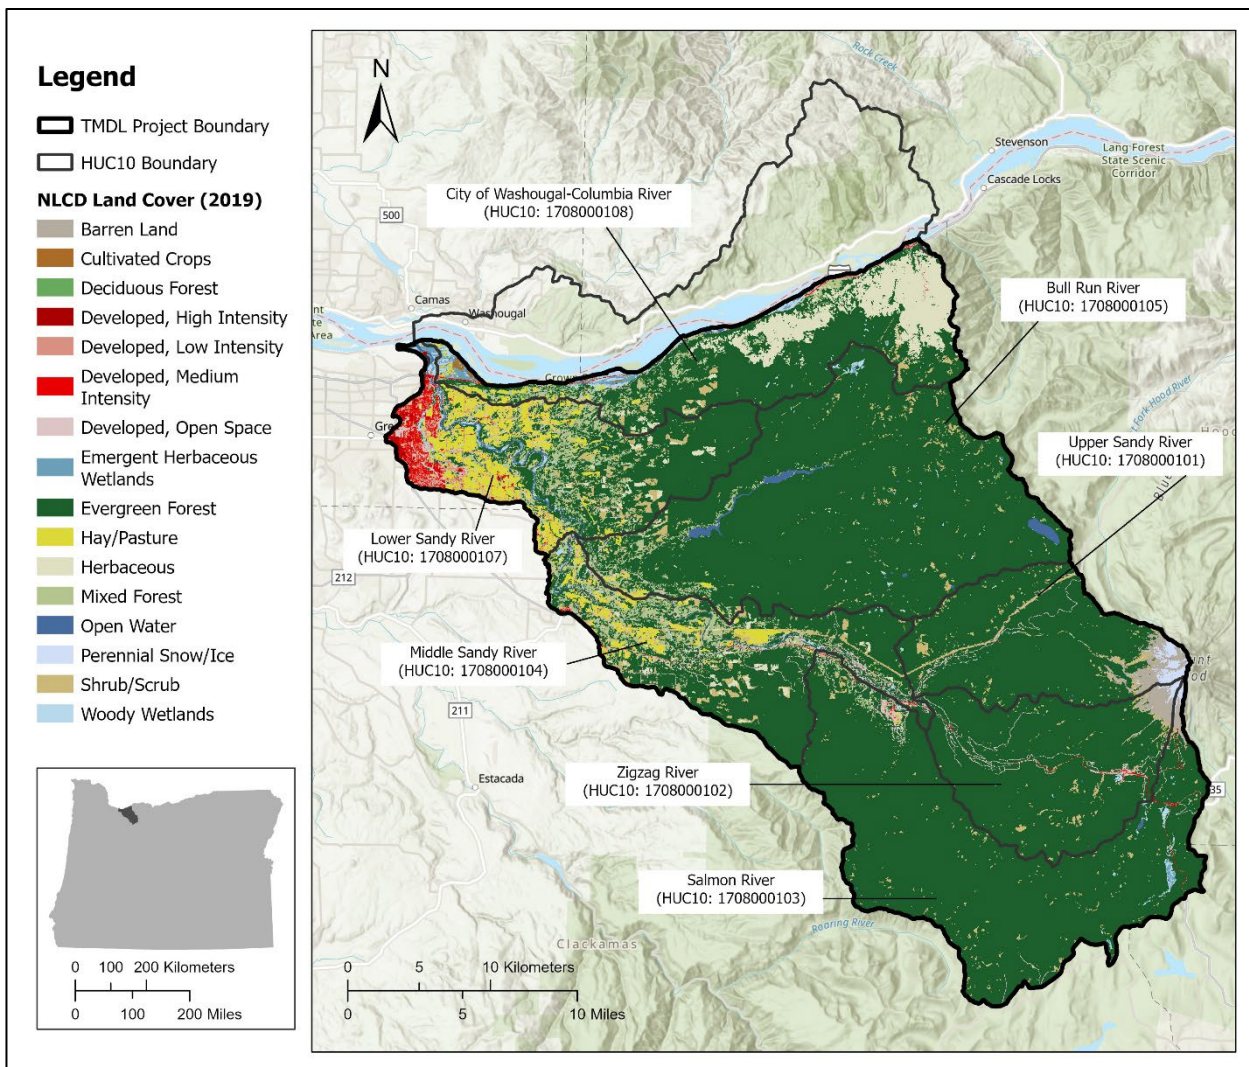 Legend
TMDL Project Boundary
HUC10 Boundary
NLCD Land Cover (2019)
Barren Land
Cultivated Crops
Deciduous Forest
Developed, High Intensity
Developed, Low Intensity
Developed, Medium
Intensity
Developed, Open Space
Emergent Herbaceous
Wetlands
Evergreen Forest
Hay/Pasture
Herbaceous
Mixed Forest
Open Water
Perennial Snow/Ice
Shrub/Scrub
Woody Wetlands
0 100 200 Kilometers
0 100 200 Miles
N
Rock Creek
Stevenson
Lang Forest
State Scenic
Corridor
Cascade Locks
500
City of Washougal-Columbia River
(HUC10: 1708000108)
Camas
Washougal
Area
Bull Run River
(HUC10: 1708000105)
Upper Sandy River
(HUC10: 1708000101)
Fork Hood River
Lower Sandy River
(HUC10: 1708000107)
212
Middle Sandy River
(HUC10: 1708000104)
211
Estacada
Zigzag River
(HUC10: 1708000102)
35
Salmon River
(HUC10: 1708000103)
Roaring River
Clackamas
0 5 10 Kilometers
0 5 10 Miles